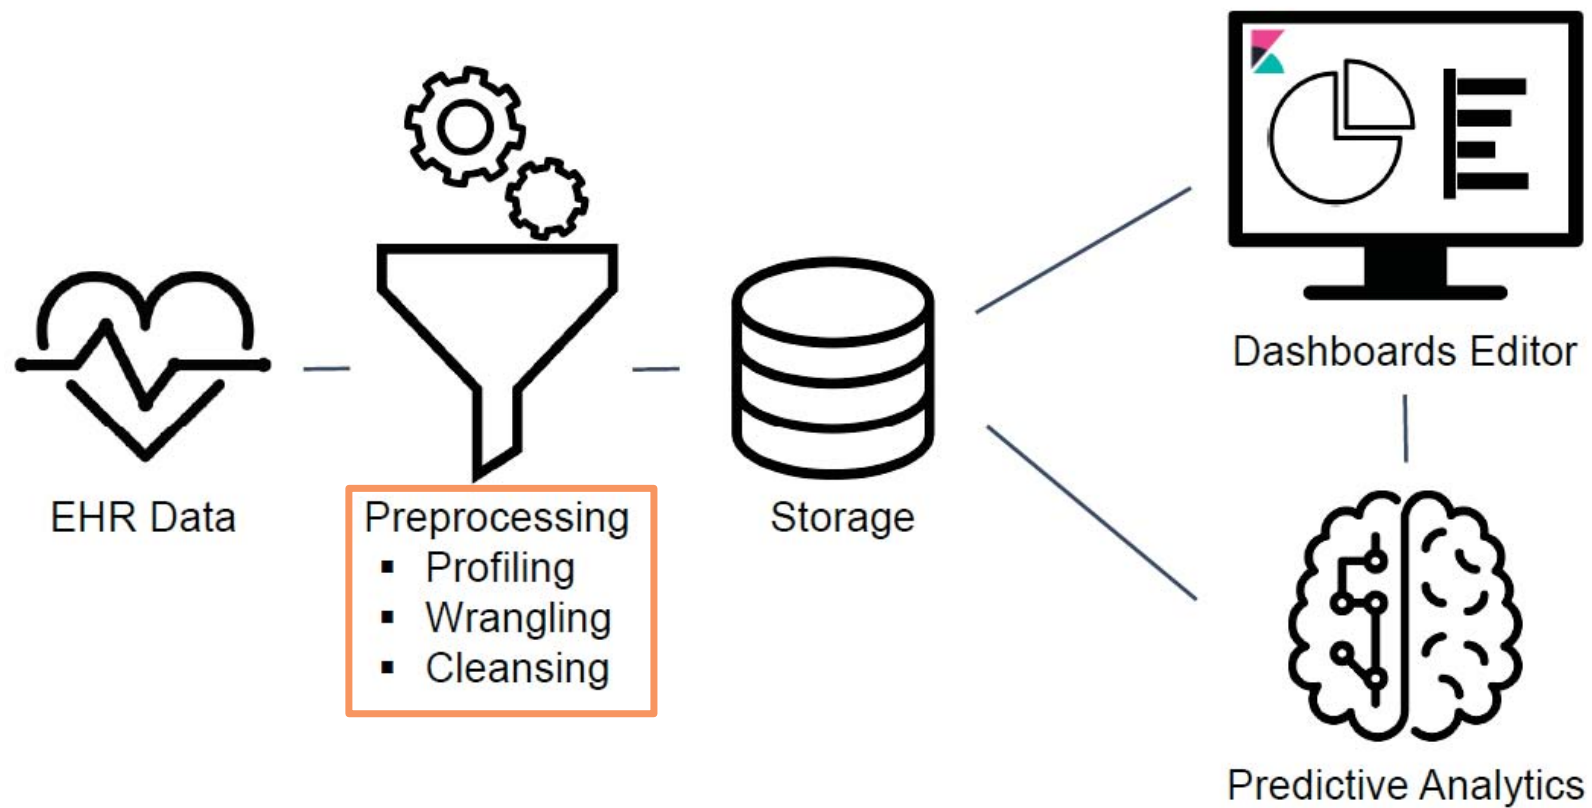 EHR Data
Preprocessing
▪ Profiling
▪ Wrangling
▪ Cleansing
Storage
Dashboards Editor
Predictive Analytics